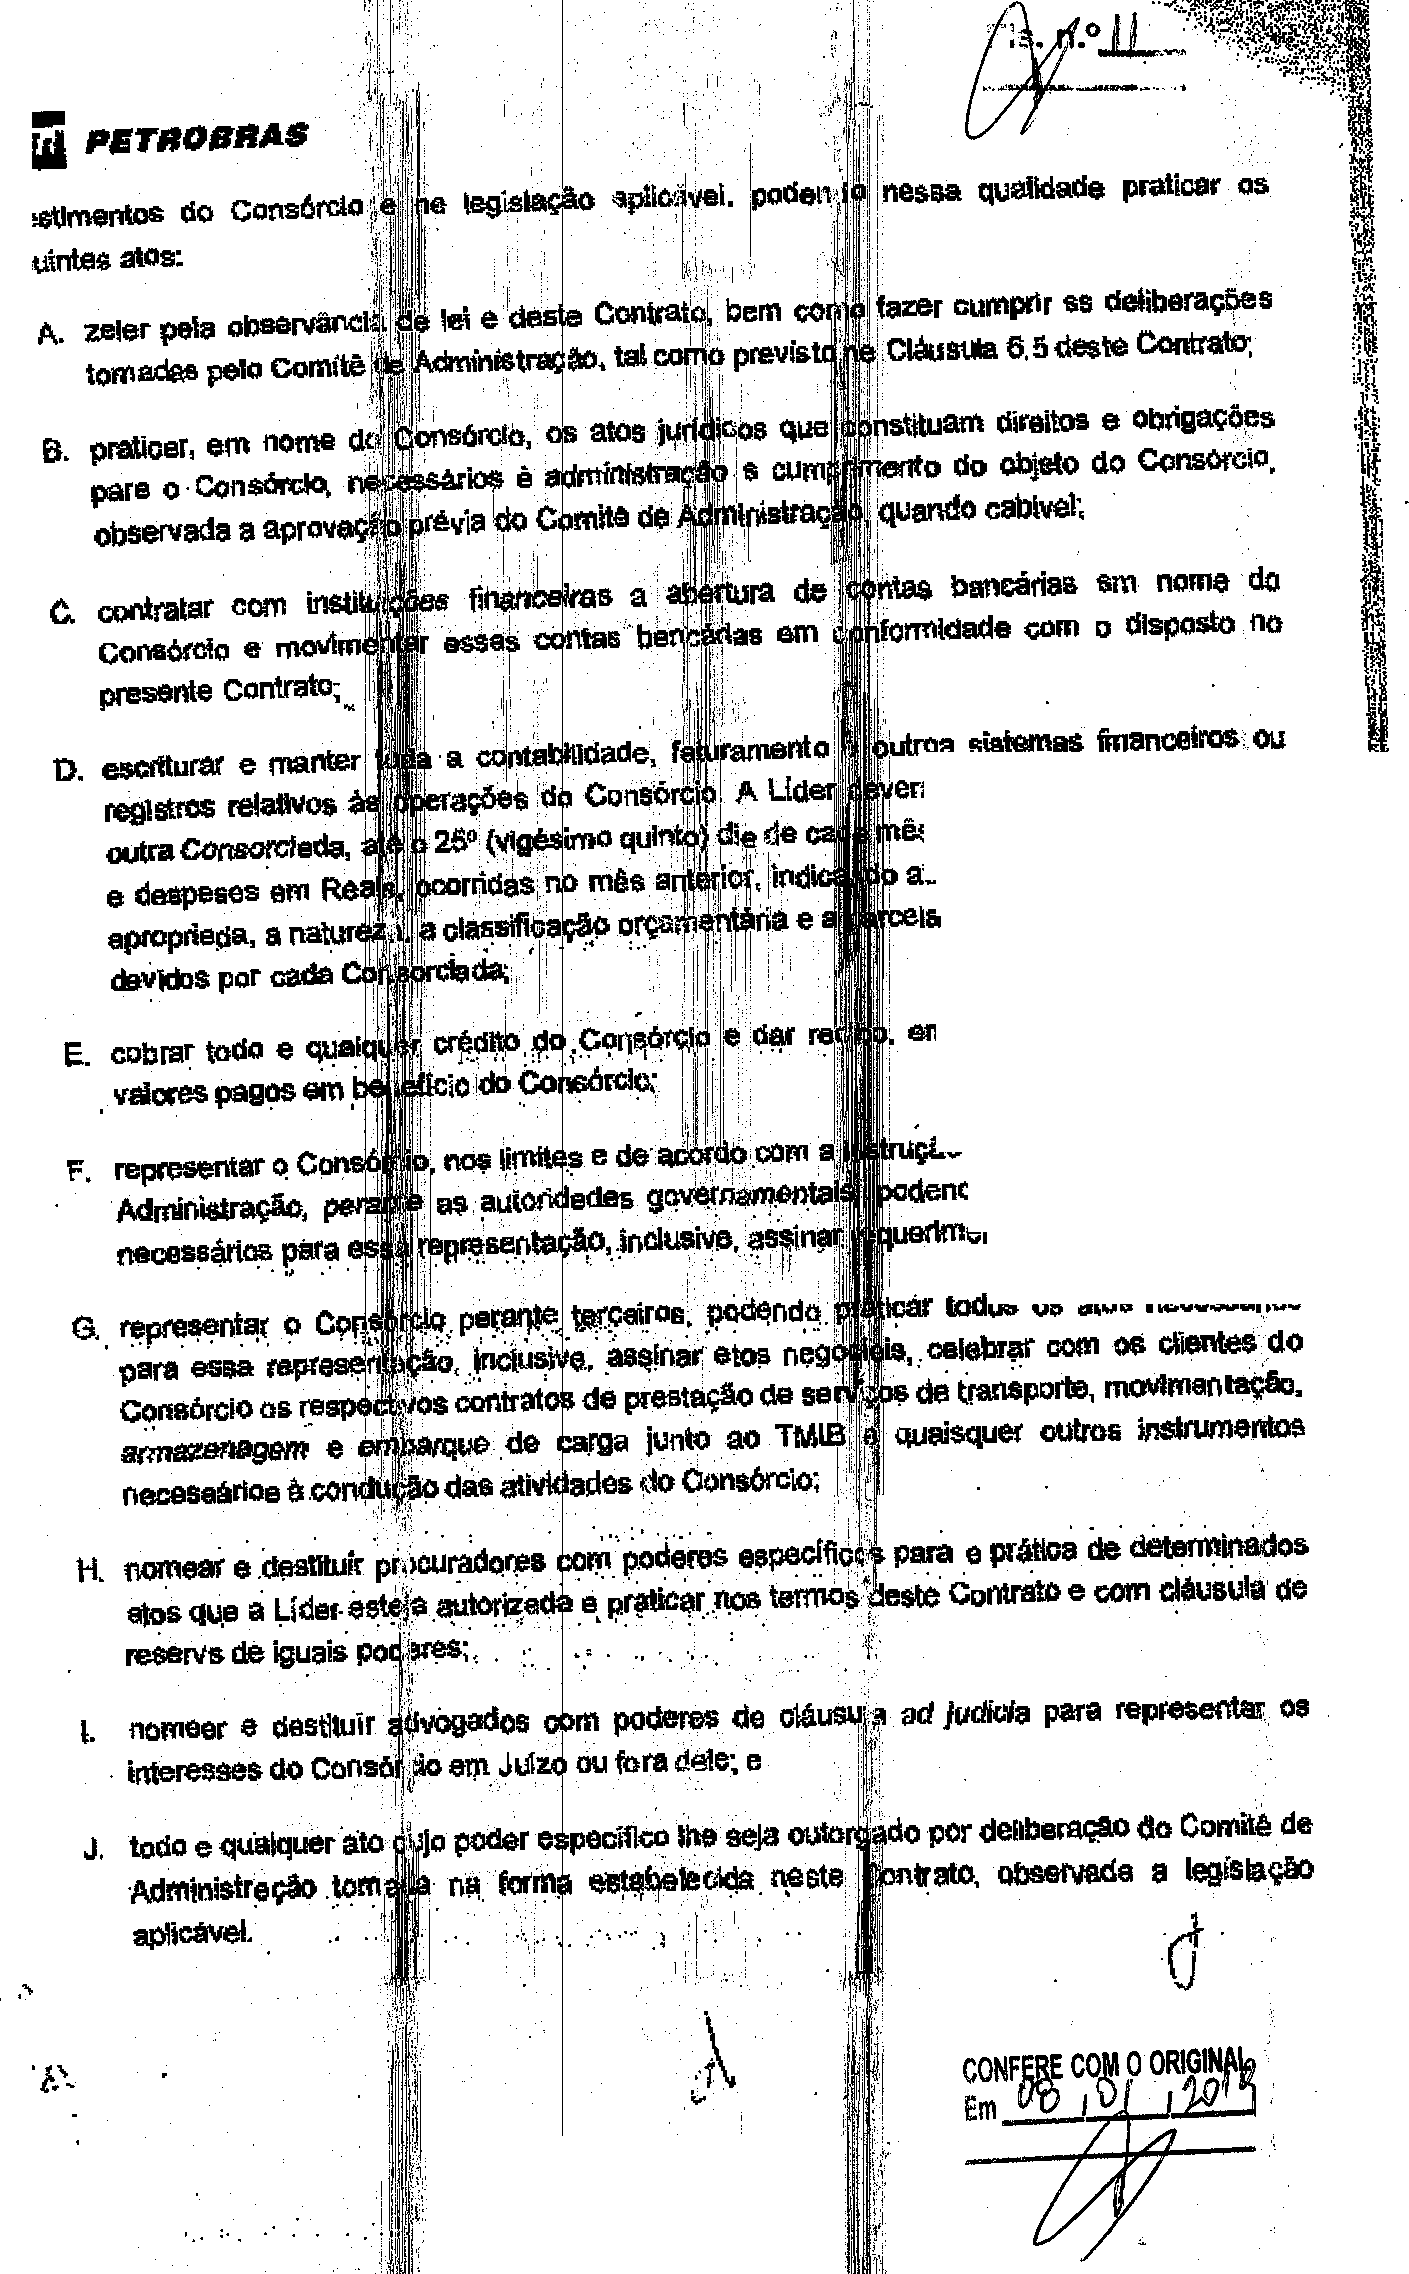 n.º 11
PETROBRAS
stimentos do Consórcio e na legislação aplicável, podendo nessa qualidade praticar os
uintes atos:
A. zelar pela observância de lei e deste Contrato, bem como fazer cumprir as deliberações
tomadas pelo Comitê de Administração, tal como previsto na Cláusula 6.5 deste Contrato;
B. praticar, em nome do Consórcio, os atos jurídicos que constituam direitos e obrigações
para o Consórcio, necessários à administração e cumprimento do objeto do Consórcio,
observada a aprovação prévia do Comitê de Administração, quando cabível;
C. contratar com instituições financeiras a abertura de contas bancárias em nome do
Consórcio e movimentar essas contas bancárias em conformidade com o disposto no
presente Contrato;
D. escriturar e manter toda a contabilidade, faturamento e outros sistemas financeiros ou
registros relativos às operações do Consórcio. A Líder dever
outra Consorciada, até o 25º (vigésimo quinto) dia de cada mês
e despesas em Reais, ocorridas no mês anterior, indicando a
apropriada, a natureza, a classificação orçamentária e a parcela
devidos por cada Consorciada;
E. cobrar todo e qualquer crédito do Consórcio e dar recibo, em
valores pagos em benefício do Consórcio;
F. representar o Consórcio, nos limites e de acordo com a instruçã
Administração, perante as autoridades governamentais, podend
necessários para essa representação, inclusive, assinar requerime
G. representar o Consórcio perante terceiros, podendo praticar todos os atos necessários
para essa representação, inclusive, assinar atos negociais, celebrar com os clientes do
Consórcio os respectivos contratos de prestação de serviços de transporte, movimentação,
armazenagem e embarque de carga junto ao TMIB e quaisquer outros instrumentos
necessários à condução das atividades do Consórcio;
H. nomear e destituir procuradores com poderes específicos para a prática de determinados
atos que a Líder esteja autorizada a praticar nos termos deste Contrato e com cláusula de
reserva de iguais poderes;
I. nomear e destituir advogados com poderes de cláusula ad judicia para representar os
interesses do Consórcio em Juízo ou fora dele; e
J. todo e qualquer ato cujo poder específico lhe seja outorgado por deliberação do Comitê de
Administração tomada na forma estabelecida neste Contrato, observada a legislação
aplicável.
CONFERE COM O ORIGINAL
Em 08, 01, 2018